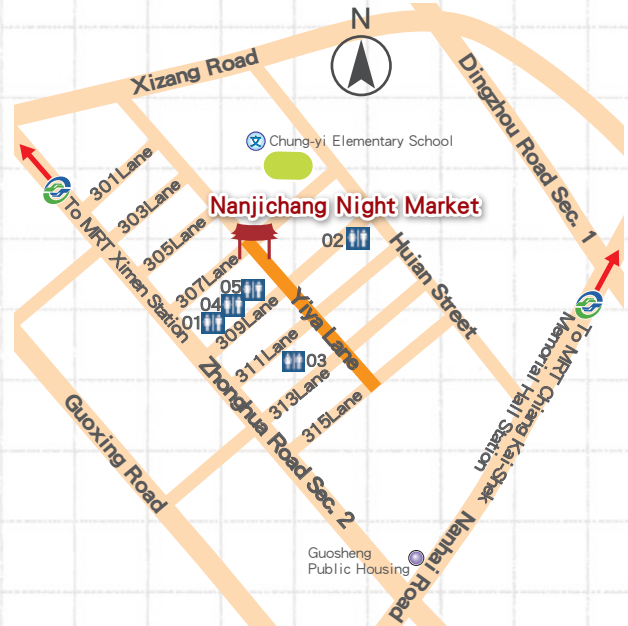 N
Xizang Road
Dingzhou Road Sec. 1
文 Chung-yi Elementary School
301Lane
303Lane
305Lane
307Lane
309Lane
311Lane
313Lane
315Lane
To MRT Ximen Station
Nanjichang Night Market
02
05
04
01
03
Yiya Lane
Huian Street
To MRT Chiang Kai-Shek
Memorial Hall Station
Zhonghua Road Sec. 2
Guoxing Road
Guosheng
Public Housing
Nanhai Road